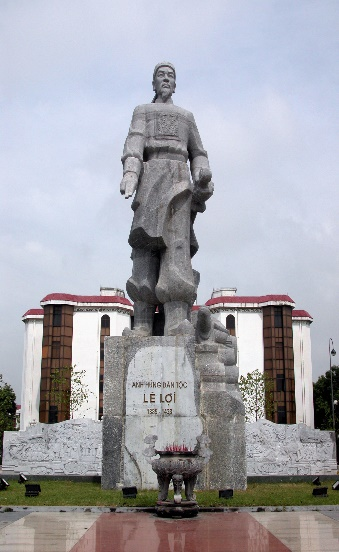 ANH HÙNG DÂN TỘC
LÊ LỢI
1385 - 1433